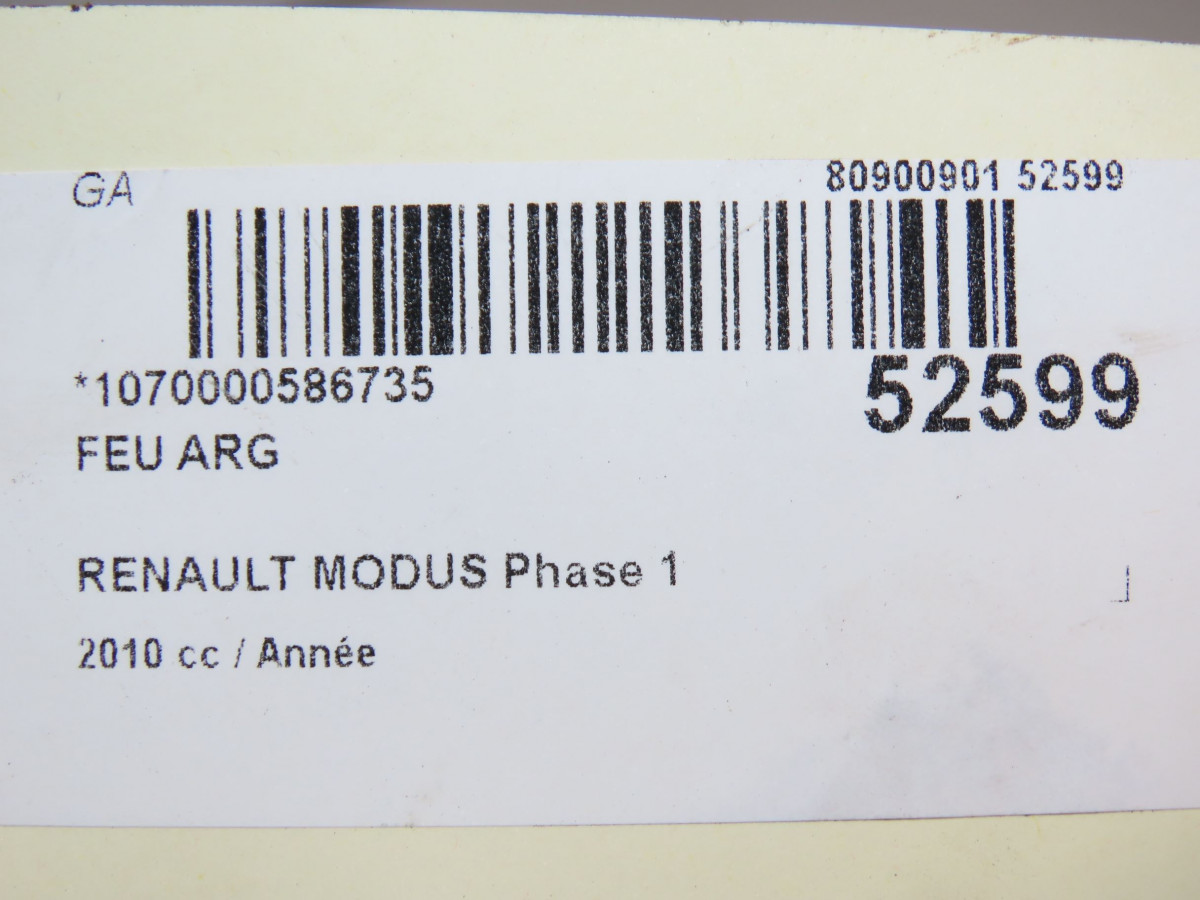 GA
80900901 52599
*1070000586735
52599
FEU ARG
RENAULT MODUS Phase 1
2010 cc / Année